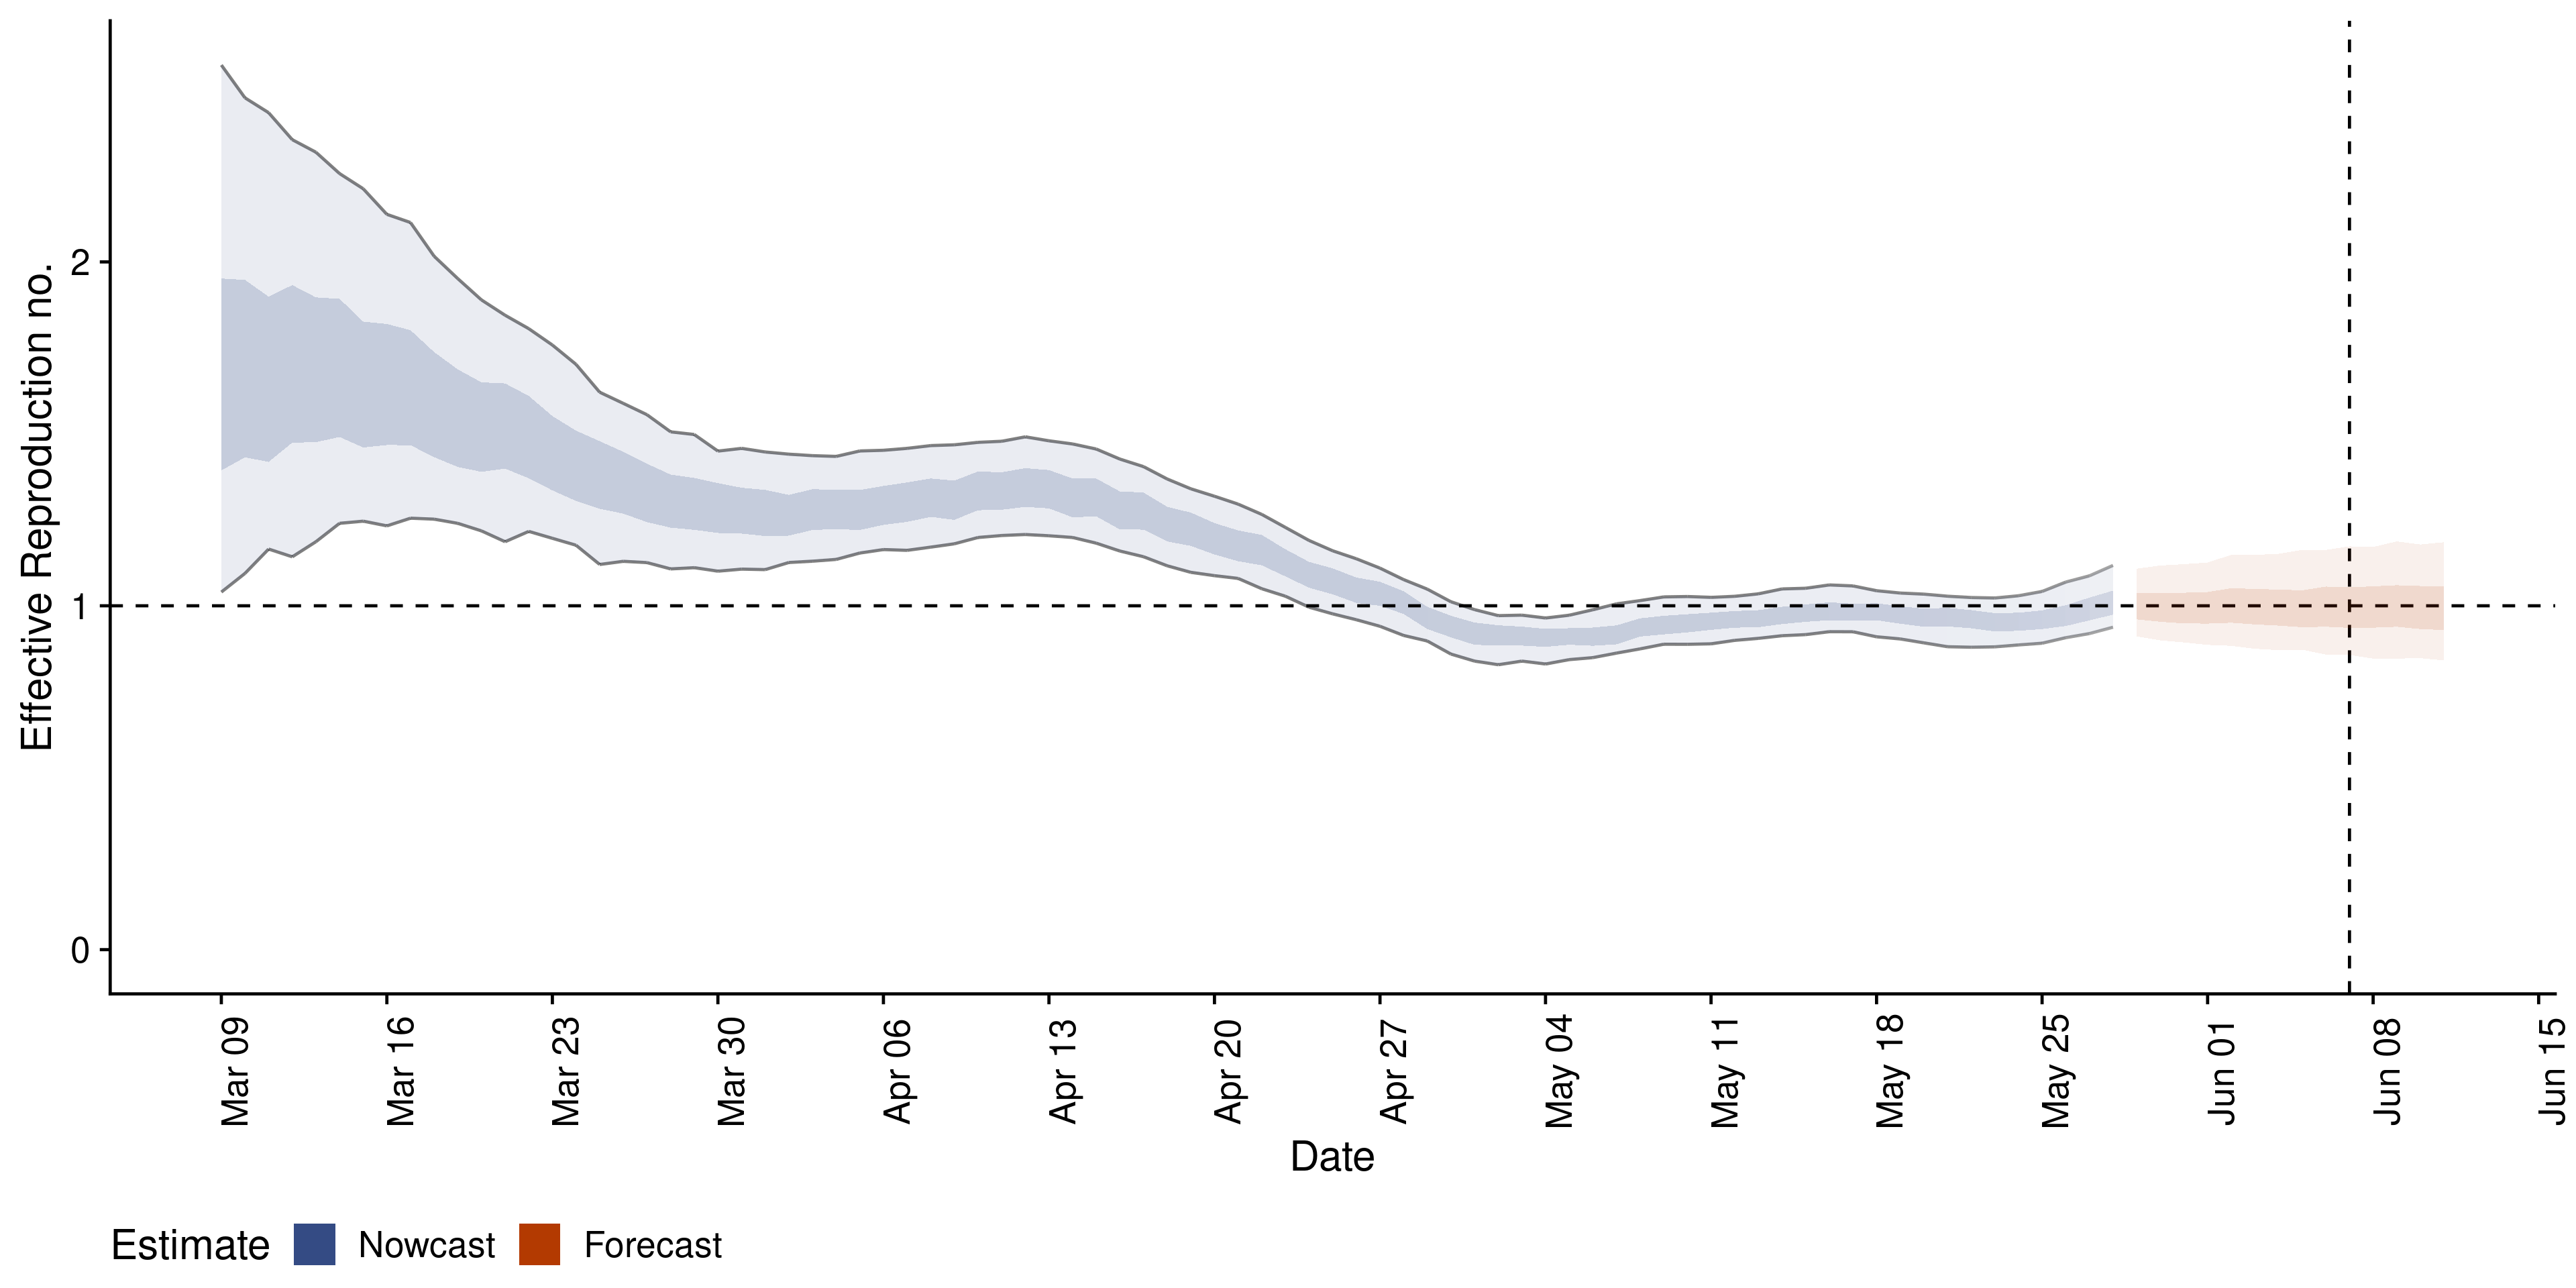 Effective Reproduction no.
2
1
0
Mar 09
Mar 16
Mar 23
Mar 30
Apr 06
Apr 13
Apr 20
Apr 27
May 04
May 11
May 18
May 25
Jun 01
Jun 08
Jun 15
Date
Estimate Nowcast Forecast